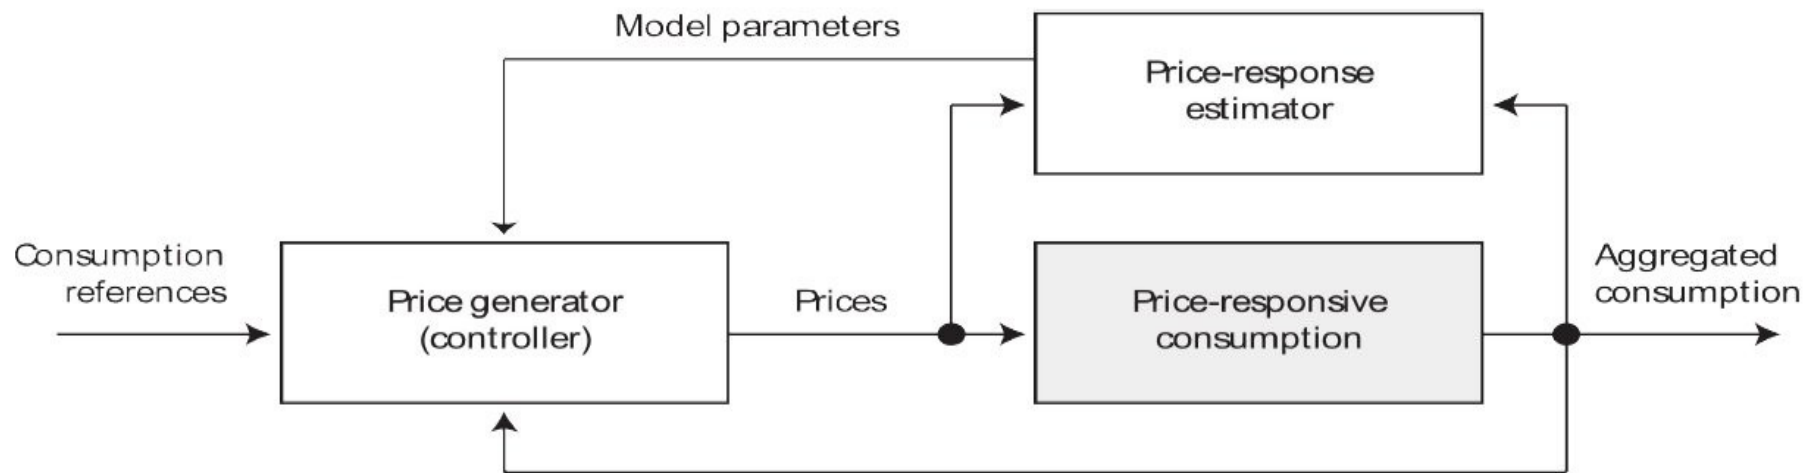 Model parameters
Price-response
estimator
Consumption
references
Price generator
(controller)
Prices
Price-responsive
consumption
Aggregated
consumption